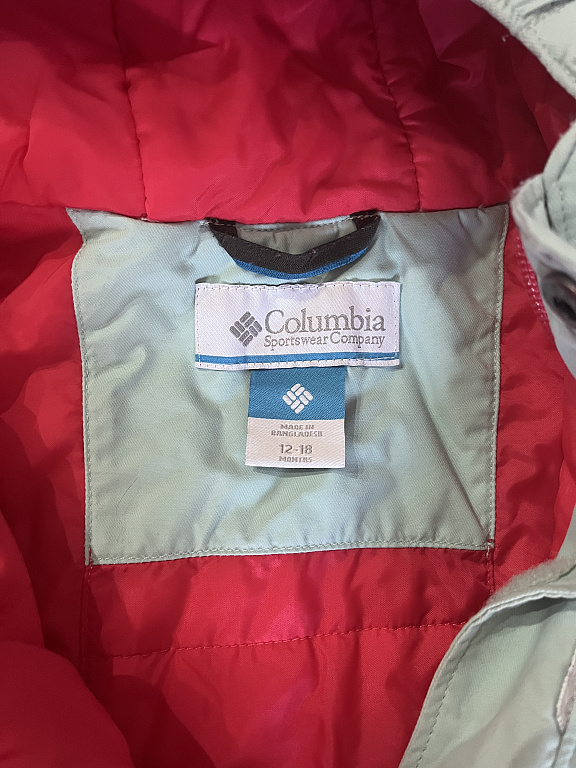 Columbia
Sportswear Company
MADE IN
BANGLADESH
12-18
MONTHS